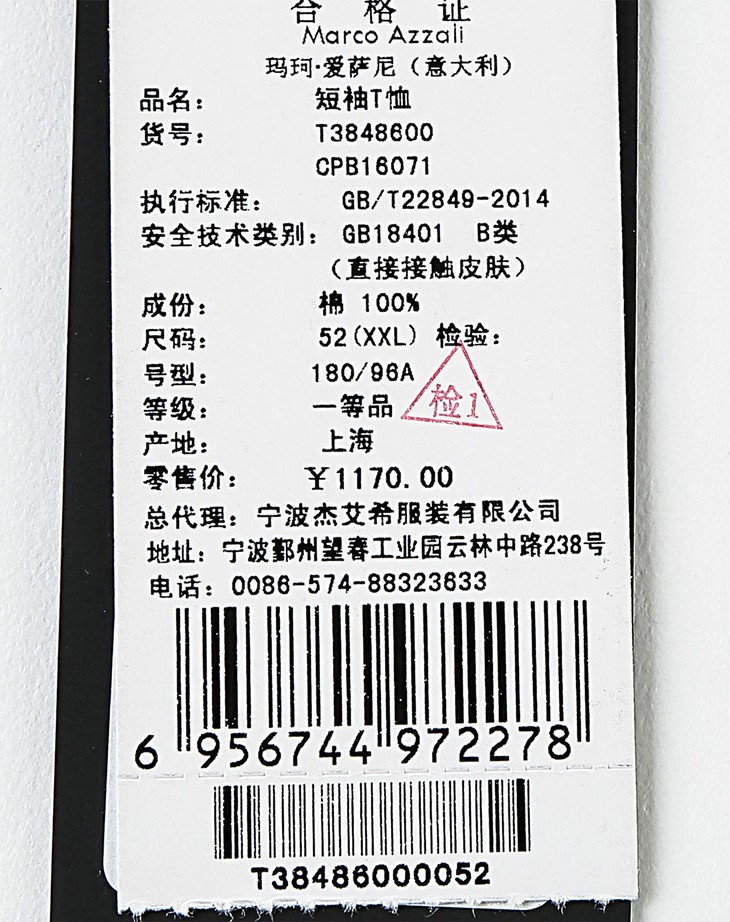 合格证
Marco Azzali
玛珂·爱萨尼（意大利）
品名： 短袖T恤
货号： T3848600
CPB16071
执行标准： GB/T22849-2014
安全技术类别： GB18401 B类
（直接接触皮肤）
成份： 棉 100%
尺码： 52(XXL) 检验：
号型： 180/96A
检1
等级： 一等品
产地： 上海
零售价： ￥1170.00
总代理：宁波杰艾希服装有限公司
地址：宁波鄞州望春工业园云林中路238号
电话：0086-574-88323633
6 956744 972278
T38486000052